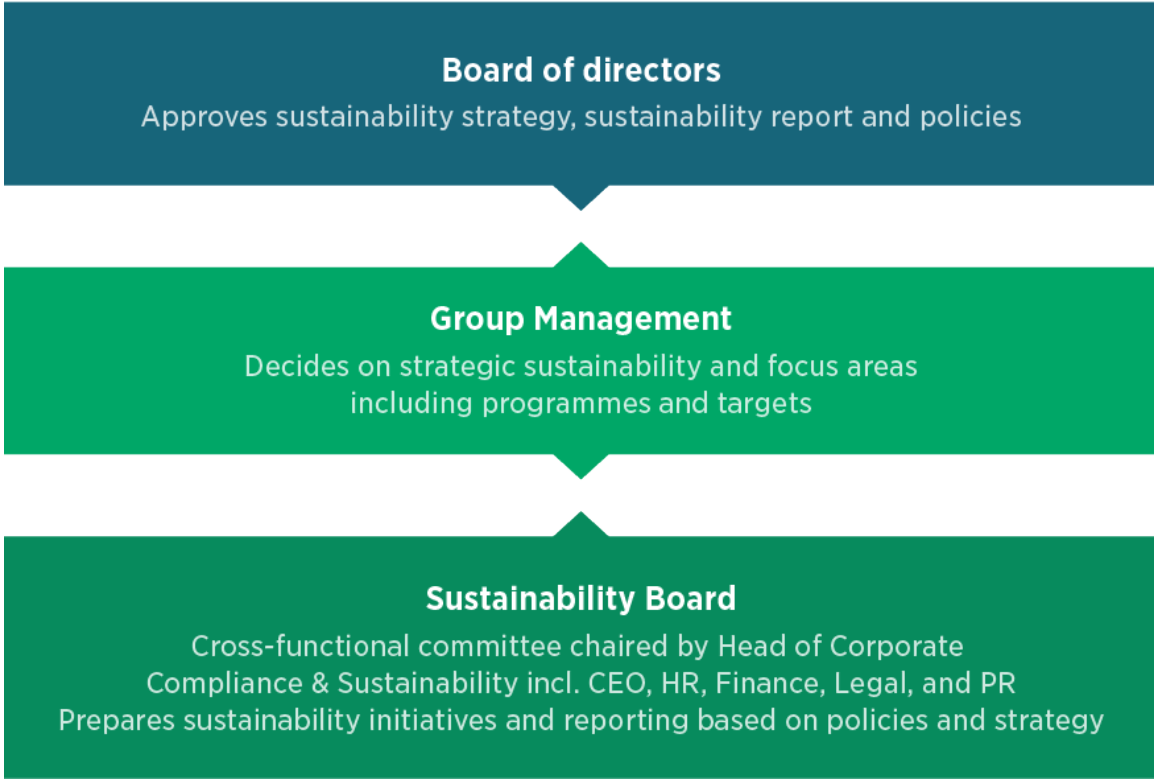 Board of directors
Approves sustainability strategy, sustainability report and policies
Group Management
Decides on strategic sustainability and focus areas
including programmes and targets
Sustainability Board
Cross-functional committee chaired by Head of Corporate
Compliance & Sustainability incl. CEO, HR, Finance, Legal, and PR
Prepares sustainability initiatives and reporting based on policies and strategy